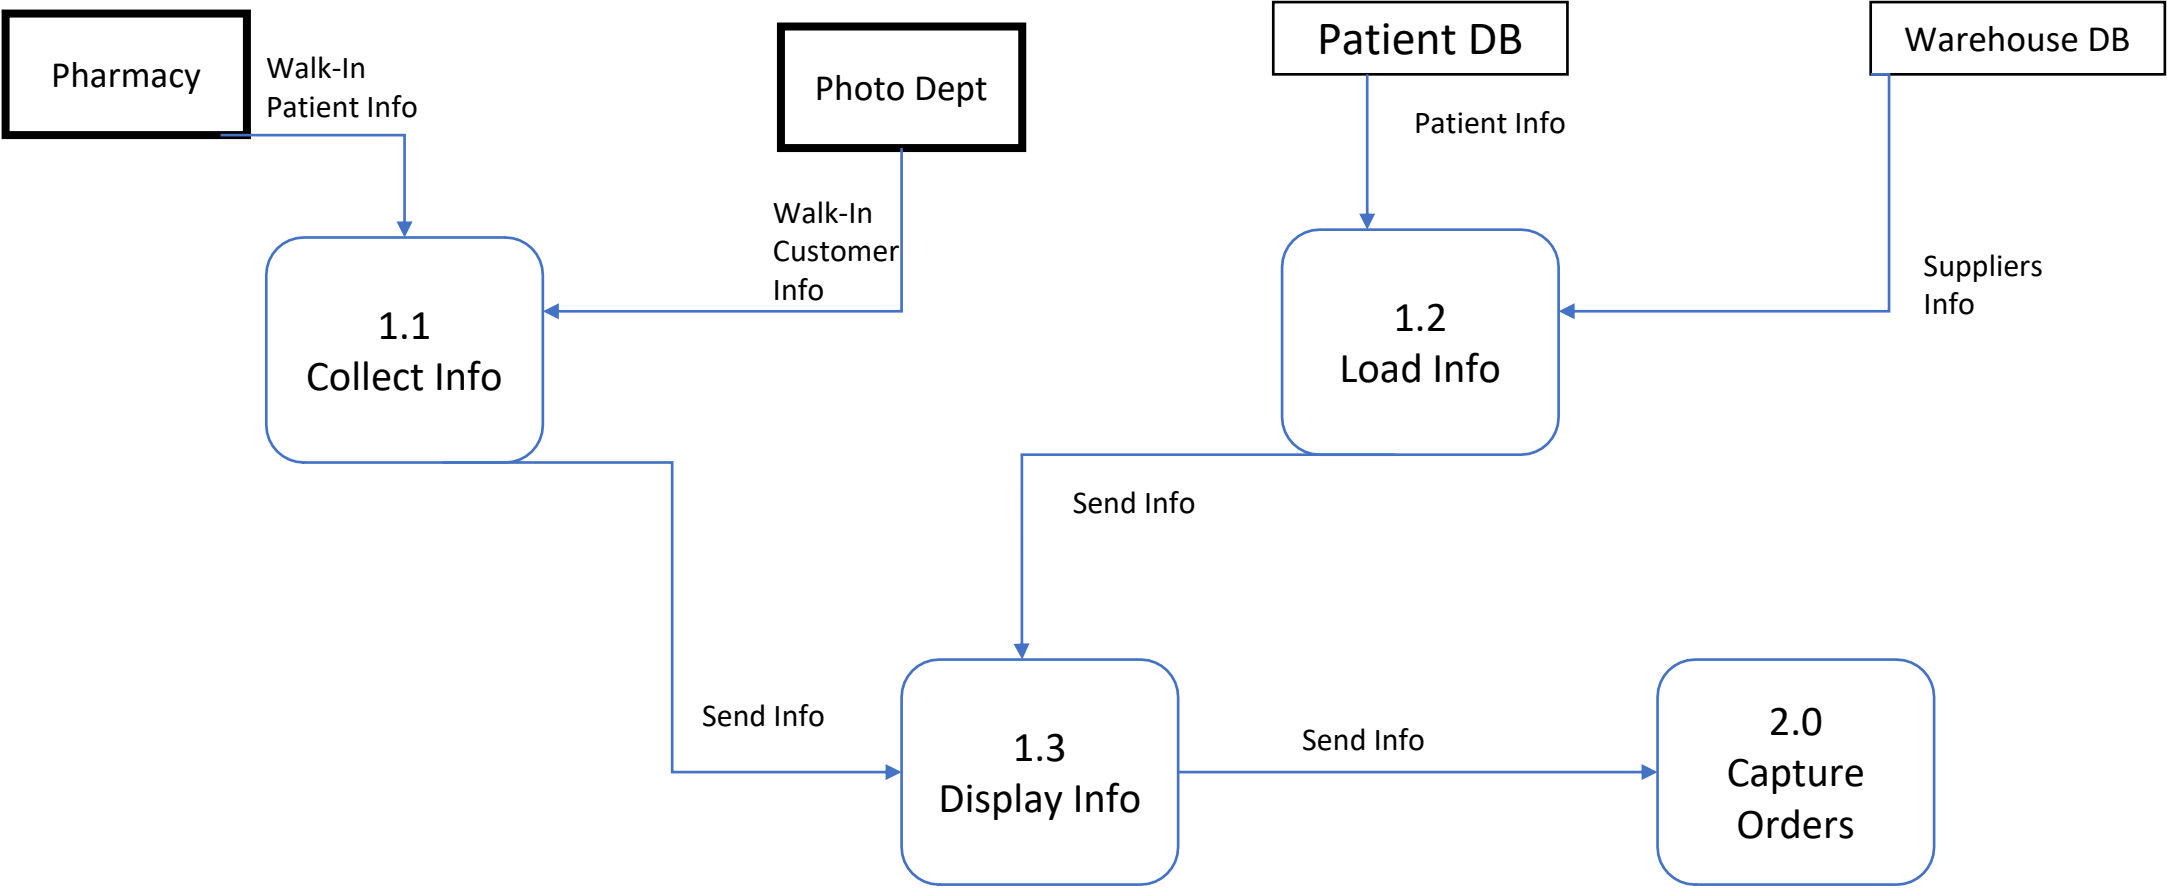 Pharmacy
Walk-In
Patient Info
Photo Dept
Patient DB
Warehouse DB
Patient Info
Walk-In
Customer
Info
Suppliers
Info
1.1
Collect Info
1.2
Load Info
Send Info
Send Info
1.3
Display Info
Send Info
2.0
Capture
Orders